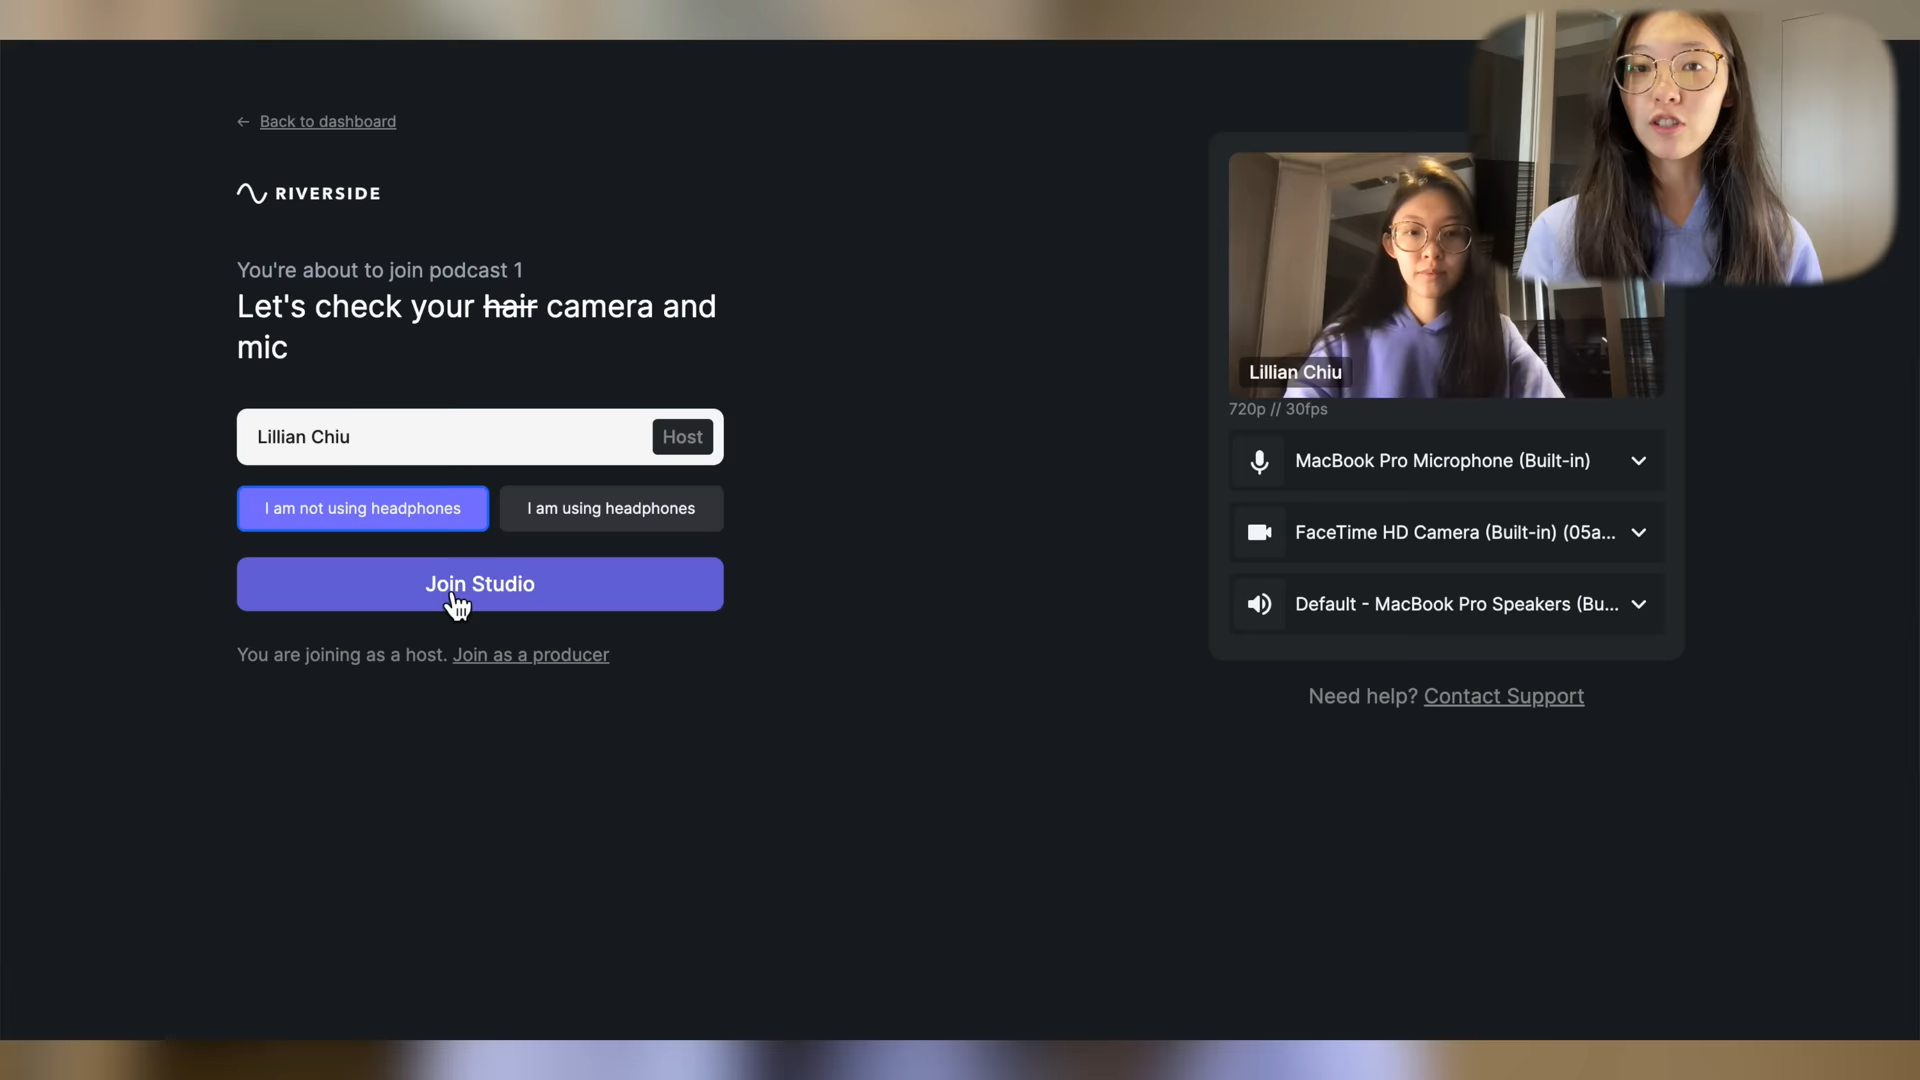 Back to dashboard
RIVERSIDE
You're about to join podcast 1
Let's check your hair camera and
mic
Lillian Chiu
Host
I am not using headphones
I am using headphones
Join Studio
You are joining as a host. Join as a producer
Lillian Chiu
720p // 30fps
MacBook Pro Microphone (Built-in)
FaceTime HD Camera (Built-in) (05a...
Default - MacBook Pro Speakers (Bu...
Need help? Contact Support